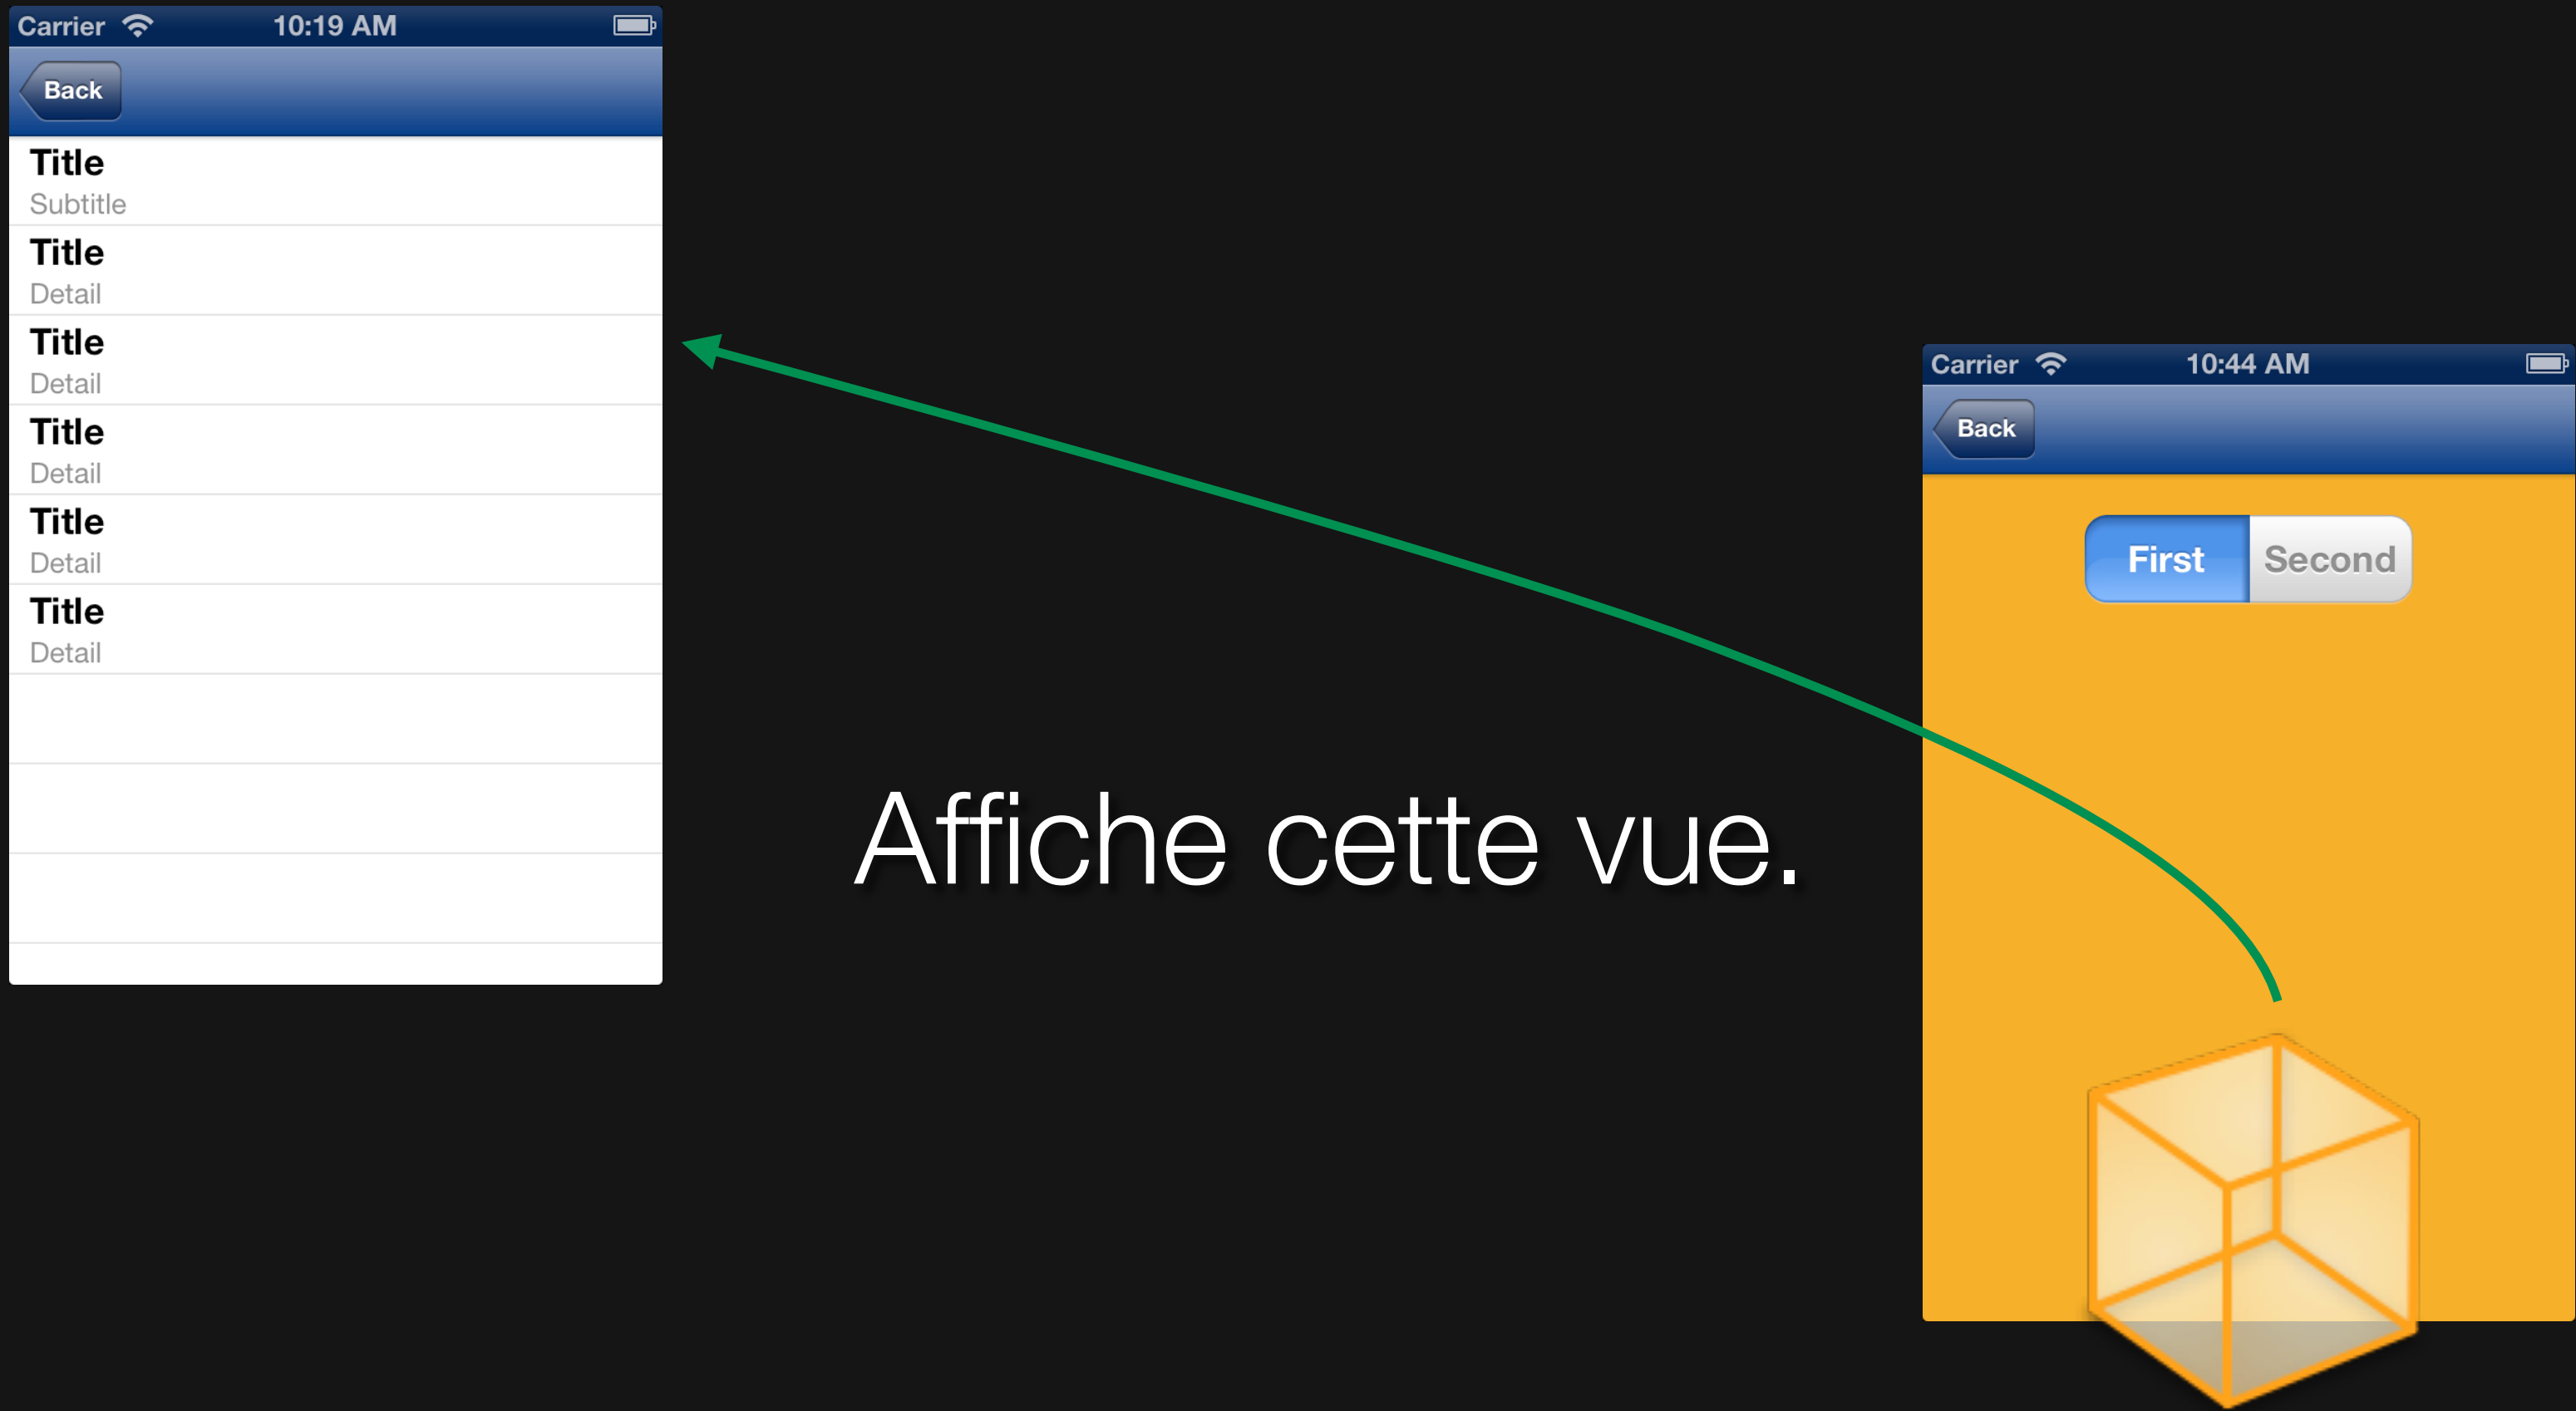 Carrier 10:19 AM
Back
Title
Subtitle
Title
Detail
Title
Detail
Title
Detail
Title
Detail
Title
Detail
Affiche cette vue.
Carrier 10:44 AM
Back
First Second